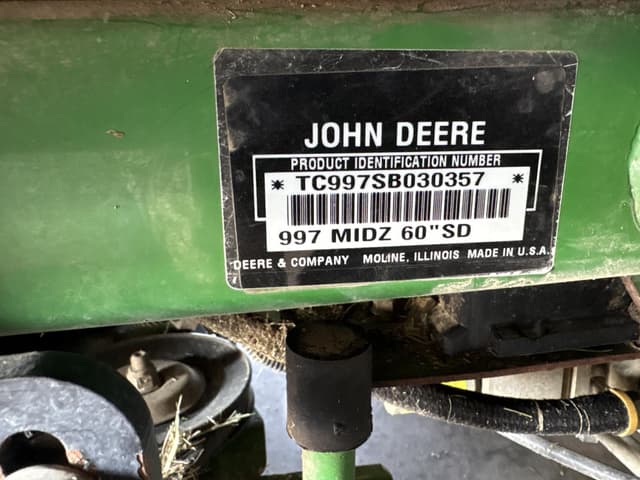 JOHN DEERE
PRODUCT IDENTIFICATION NUMBER
* TC997SB030357 *
997 MIDZ 60"SD
DEERE & COMPANY MOLINE, ILLINOIS MADE IN U.S.A.